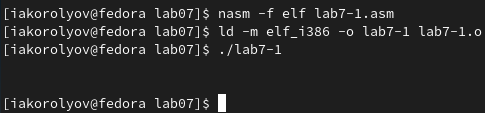 [iakorolyov@fedora lab07]$ nasm -f elf lab7-1.asm
[iakorolyov@fedora lab07]$ ld -m elf_i386 -o lab7-1 lab7-1.o
[iakorolyov@fedora lab07]$ ./lab7-1
[iakorolyov@fedora lab07]$